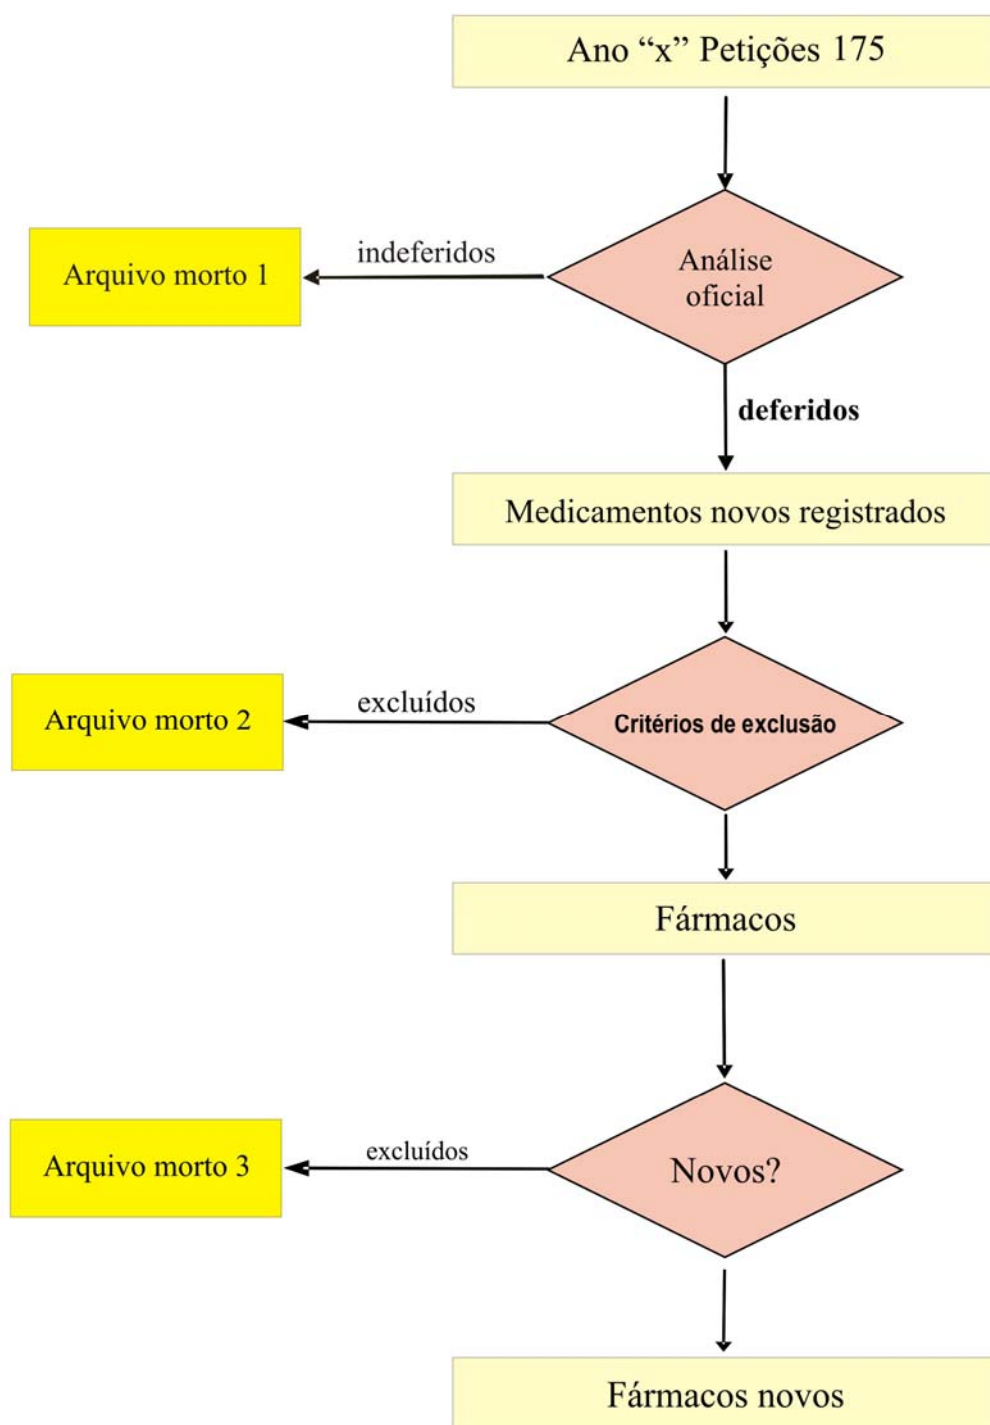 Ano “x” Petições 175
indeferidos
Arquivo morto 1
Análise
oficial
deferidos
Medicamentos novos registrados
excluídos
Arquivo morto 2
Critérios de exclusão
Fármacos
excluídos
Arquivo morto 3
Novos?
Fármacos novos